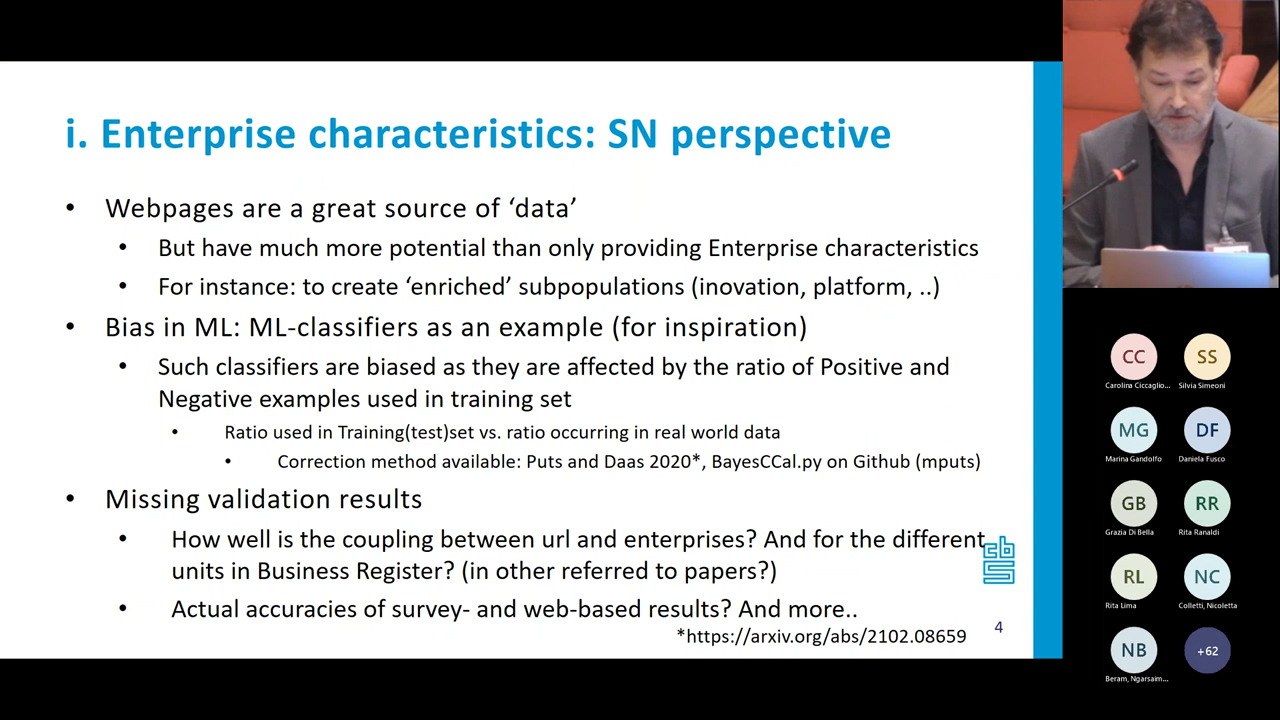 i. Enterprise characteristics: SN perspective
• Webpages are a great source of ‘data’
• But have much more potential than only providing Enterprise characteristics
• For instance: to create ‘enriched’ subpopulations (inovation, platform, ..)
• Bias in ML: ML-classifiers as an example (for inspiration)
• Such classifiers are biased as they are affected by the ratio of Positive and
Negative examples used in training set
• Ratio used in Training(test)set vs. ratio occurring in real world data
• Correction method available: Puts and Daas 2020*, BayesCCal.py on Github (mputs)
• Missing validation results
• How well is the coupling between url and enterprises? And for the different
units in Business Register? (in other referred to papers?)
• Actual accuracies of survey- and web-based results? And more..
*https://arxiv.org/abs/2102.08659
4
cbs
CC
Carolina Ciccaglio...
SS
Silvia Simeoni
MG
Marina Gandolfo
DF
Daniela Fusco
GB
Grazia Di Bella
RR
Rita Ranaldi
RL
Rita Lima
NC
Colletti, Nicoletta
NB
Beram, Ngarsaim...
+62